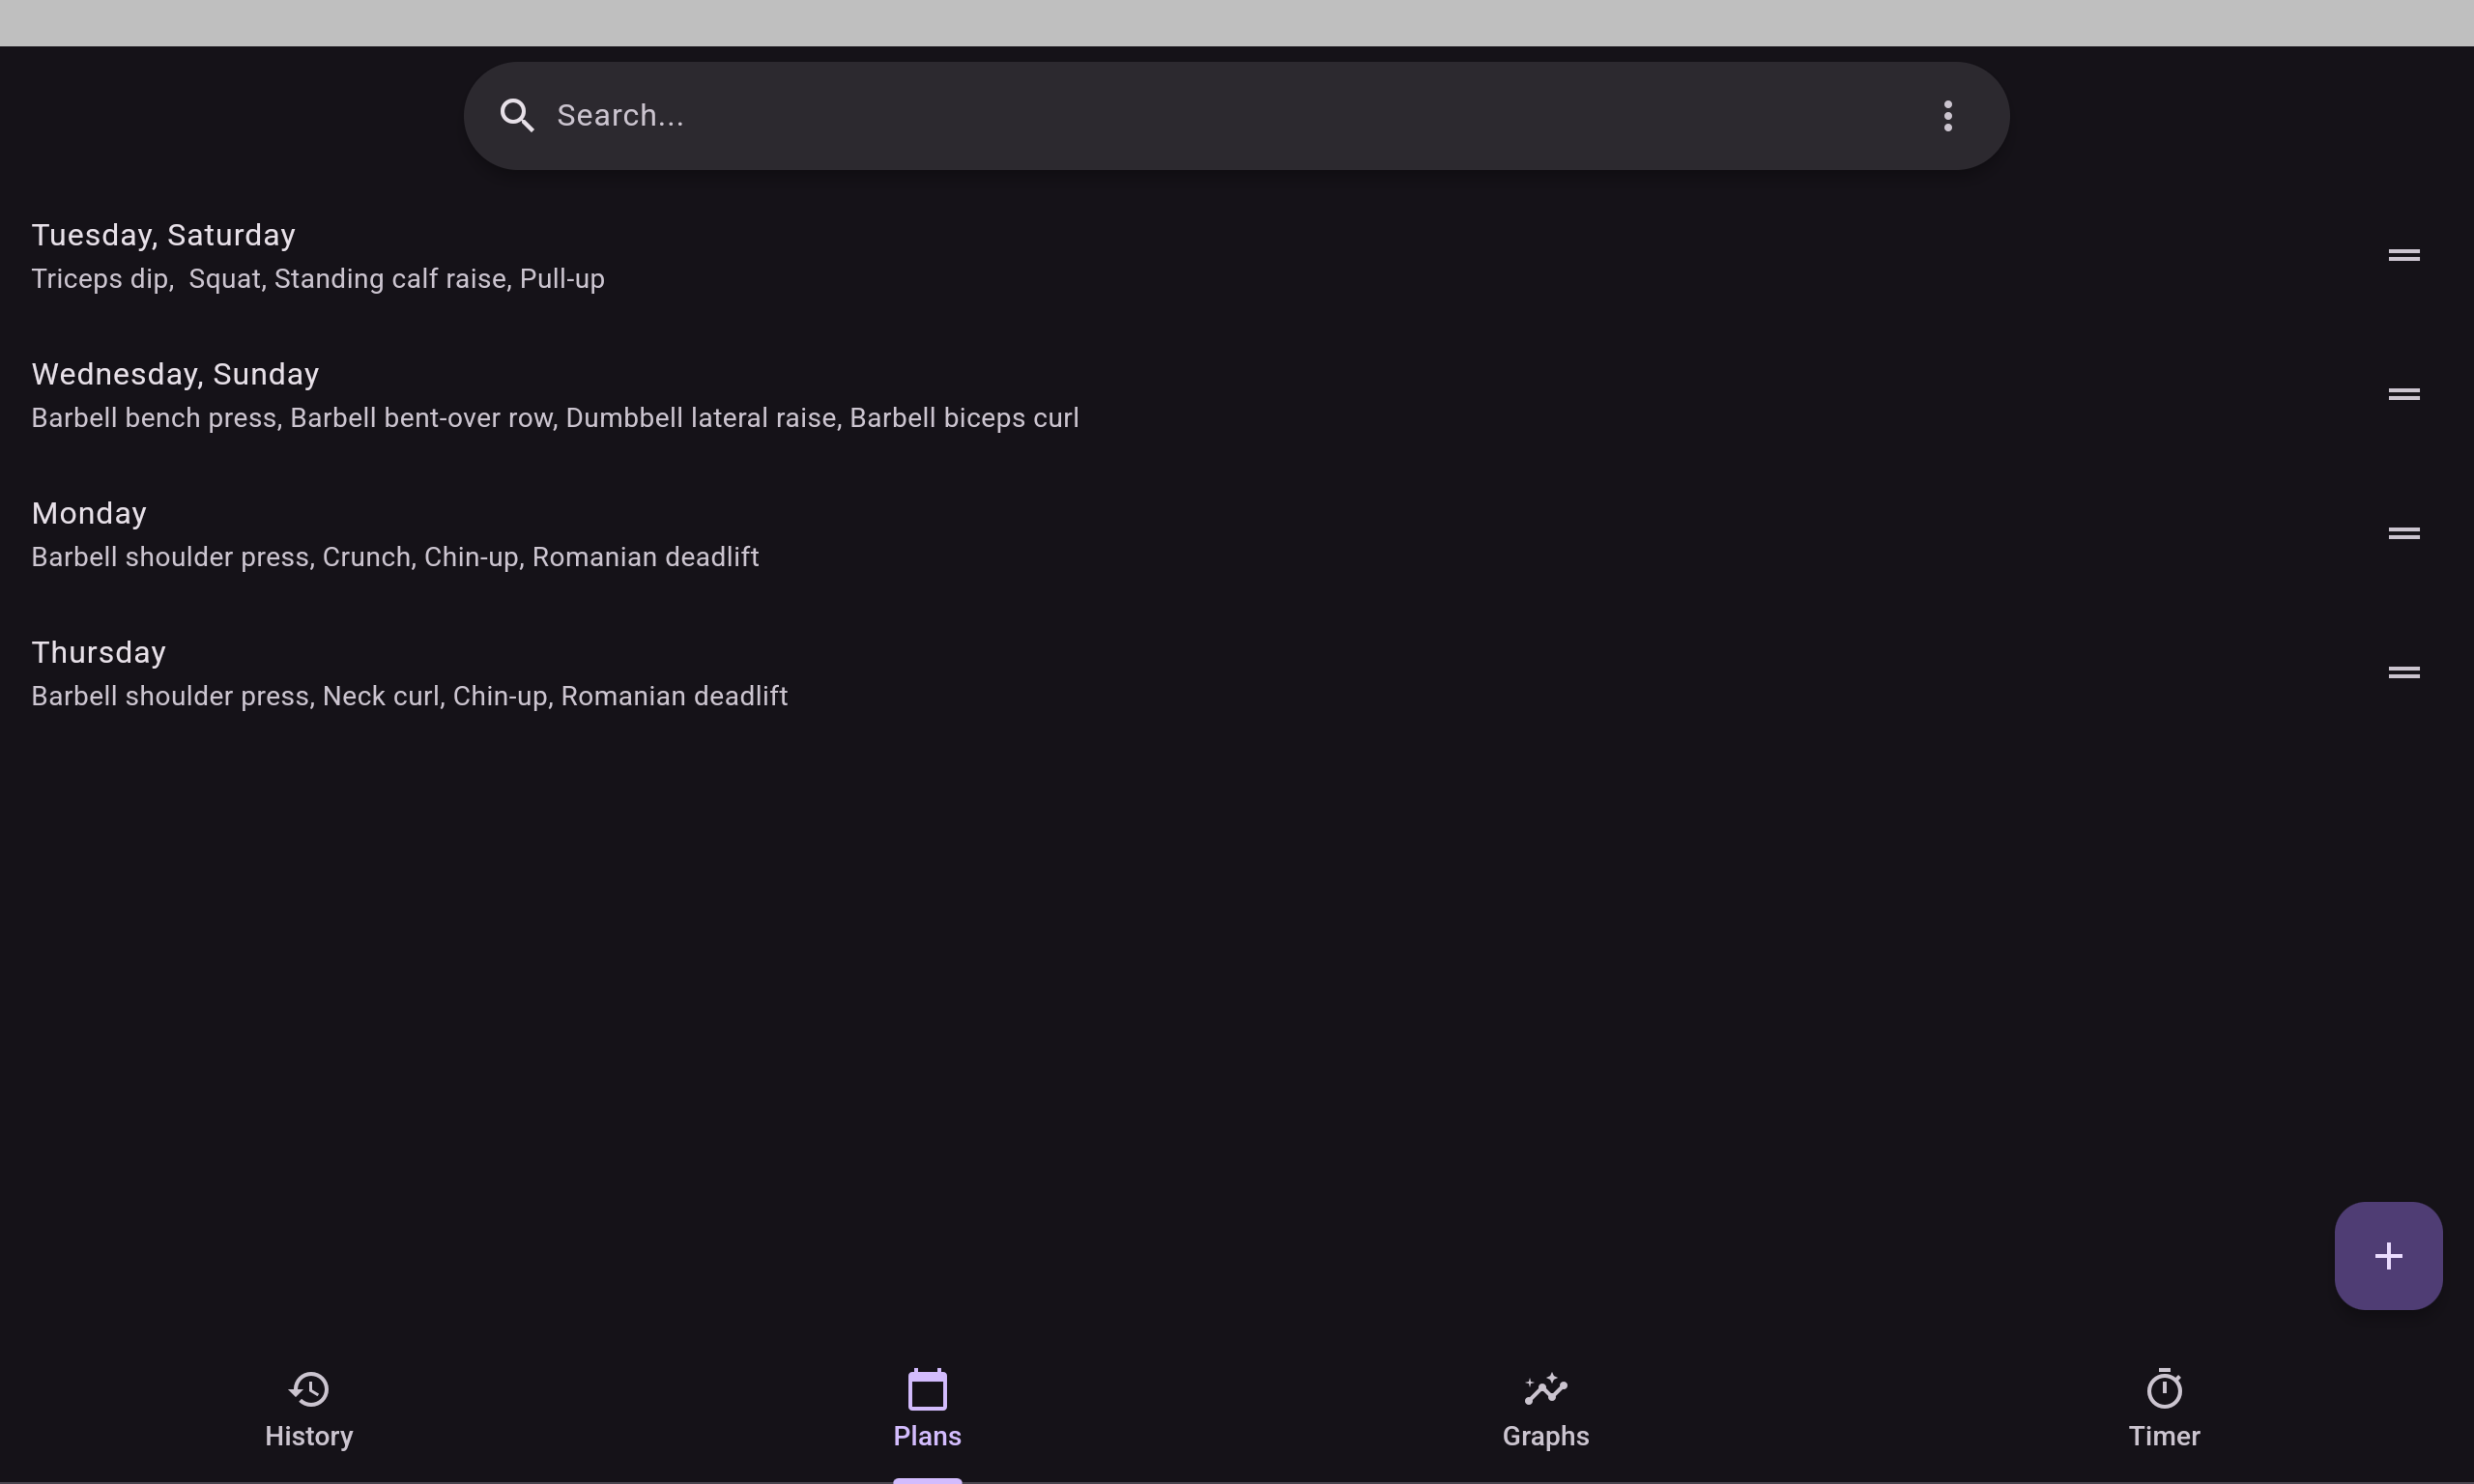 Search...
Tuesday, Saturday
Triceps dip,  Squat, Standing calf raise, Pull-up
Wednesday, Sunday
Barbell bench press, Barbell bent-over row, Dumbbell lateral raise, Barbell biceps curl
Monday
Barbell shoulder press, Crunch, Chin-up, Romanian deadlift
Thursday
Barbell shoulder press, Neck curl, Chin-up, Romanian deadlift
History
Plans
Graphs
Timer